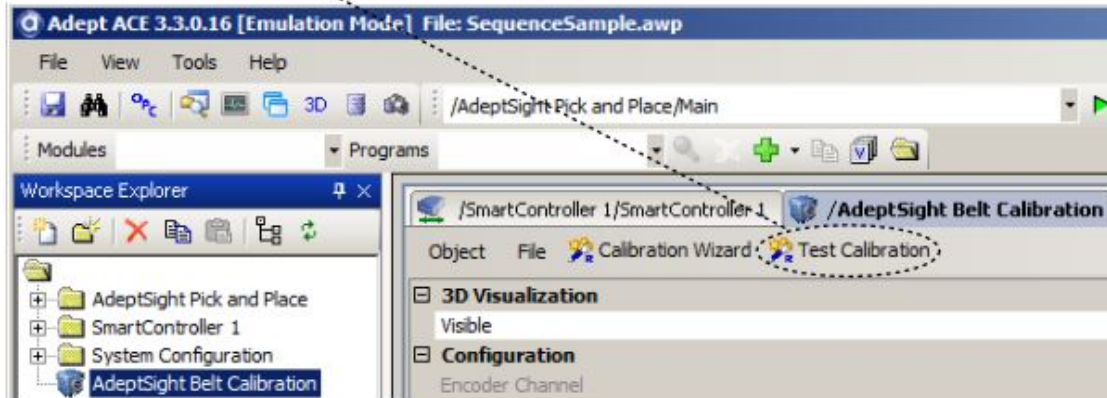 Adept ACE 3.3.0.16 [Emulation Mode] File: SequenceSample.awp
File View Tools Help
OPC 3D /AdeptSight Pick and Place/Main
Modules Programs
Workspace Explorer
/SmartController 1/SmartController 1 /AdeptSight Belt Calibration
Object File Calibration Wizard Test Calibration
3D Visualization
AdeptSight Pick and Place
Visible
SmartController 1
System Configuration
Configuration
AdeptSight Belt Calibration
Encoder Channel